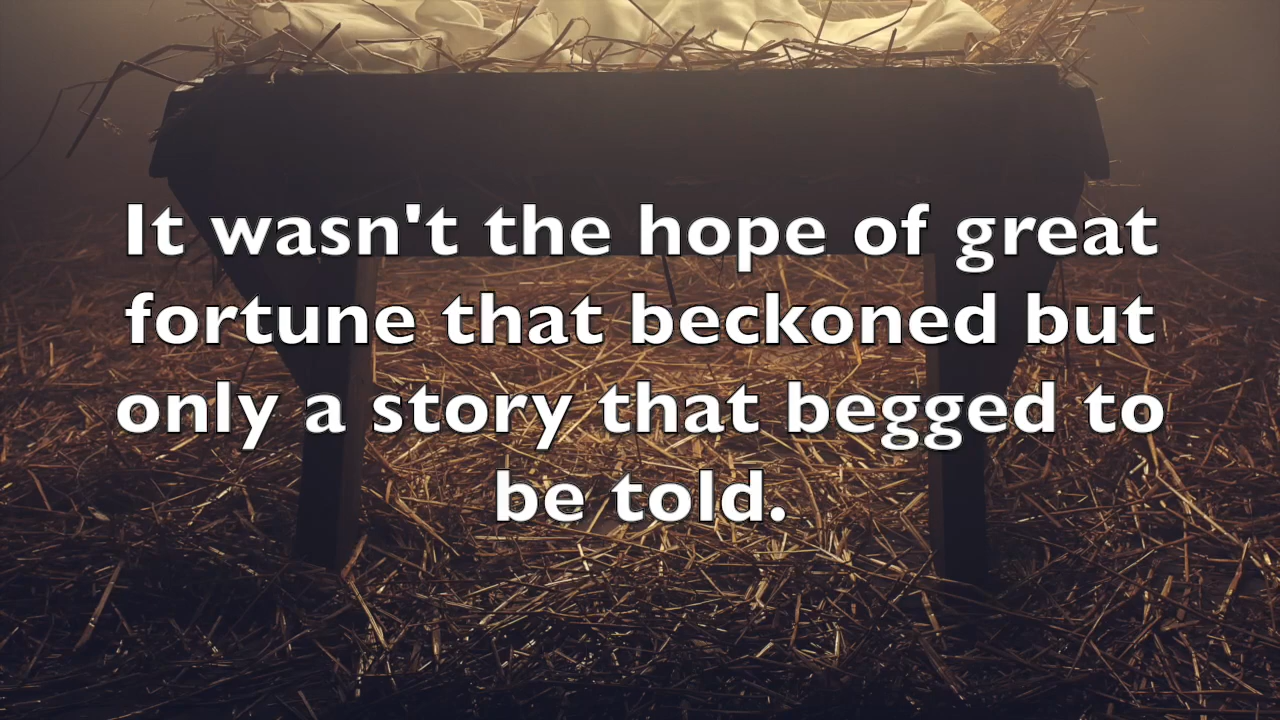 It wasn't the hope of great
fortune that beckoned but
only a story that begged to
be told.